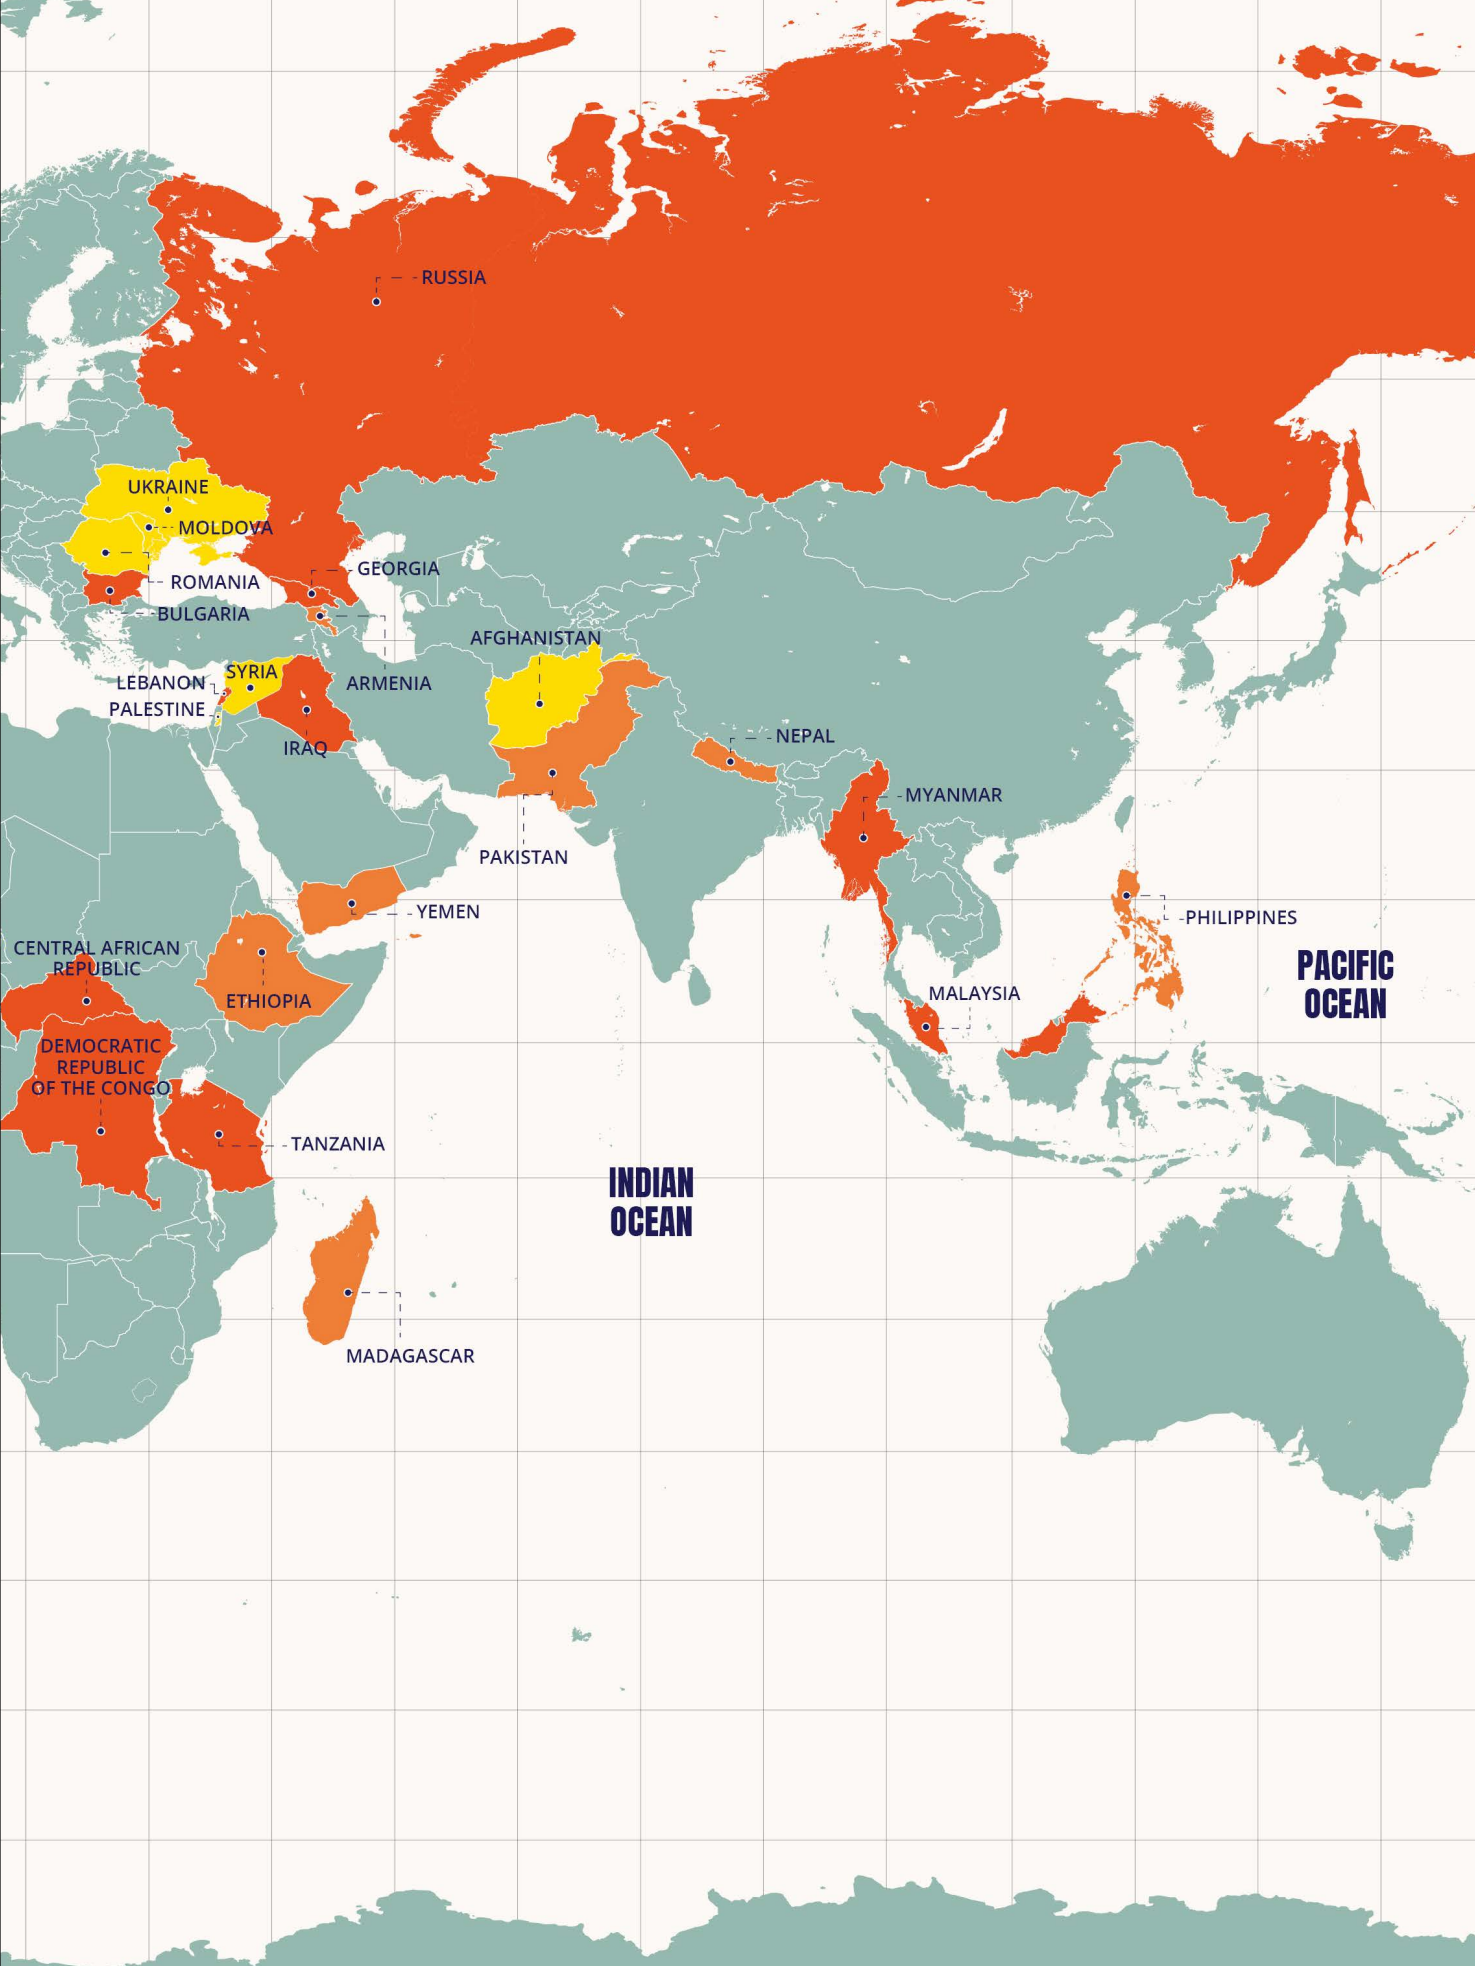 RUSSIA
UKRAINE
MOLDOVA
GEORGIA
ROMANIA
BULGARIA
AFGHANISTAN
SYRIA
LEBANON
ARMENIA
PALESTINE
NEPAL
IRAQ
MYANMAR
PAKISTAN
YEMEN
PHILIPPINES
CENTRAL AFRICAN
REPUBLIC
PACIFIC
OCEAN
MALAYSIA
ETHIOPIA
DEMOCRATIC
REPUBLIC
OF THE CONGO
TANZANIA
INDIAN
OCEAN
MADAGASCAR